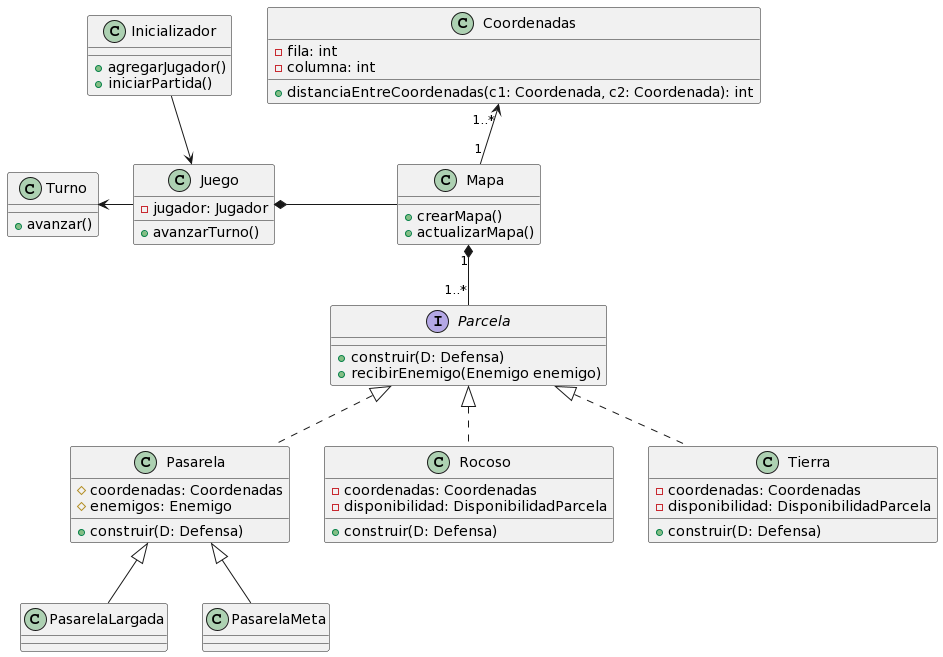 C Inicializador
agregarJugador()
iniciarPartida()
C Coordenadas
fila: int
columna: int
distanciaEntreCoordenadas(c1: Coordenada, c2: Coordenada): int
1..*
1
C Turno
avanzar()
C Juego
jugador: Jugador
avanzarTurno()
C Mapa
crearMapa()
actualizarMapa()
1
1..*
I Parcela
construir(D: Defensa)
recibirEnemigo(Enemigo enemigo)
C Pasarela
coordenadas: Coordenadas
enemigos: Enemigo
construir(D: Defensa)
C Rocoso
coordenadas: Coordenadas
disponibilidad: DisponibilidadParcela
construir(D: Defensa)
C Tierra
coordenadas: Coordenadas
disponibilidad: DisponibilidadParcela
construir(D: Defensa)
C PasarelaLargada
C PasarelaMeta